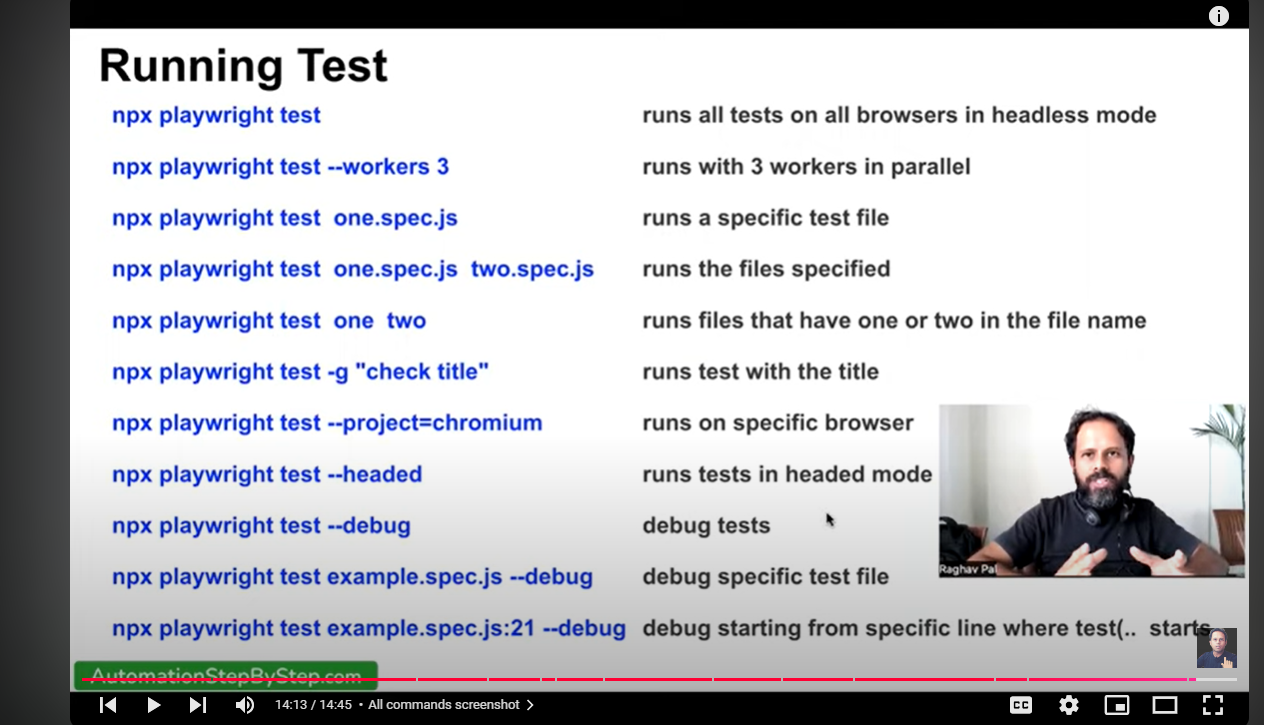 Running Test
npx playwright test runs all tests on all browsers in headless mode
npx playwright test --workers 3 runs with 3 workers in parallel
npx playwright test one.spec.js runs a specific test file
npx playwright test one.spec.js two.spec.js runs the files specified
npx playwright test one two runs files that have one or two in the file name
npx playwright test -g "check title" runs test with the title
npx playwright test --project=chromium runs on specific browser
npx playwright test --headed runs tests in headed mode
npx playwright test --debug debug tests
npx playwright test example.spec.js --debug debug specific test file
Raghav Pal
npx playwright test example.spec.js:21 --debug debug starting from specific line where test(.. starts
AutomationStepByStep.com
14:13 / 14:45 • All commands screenshot
CC